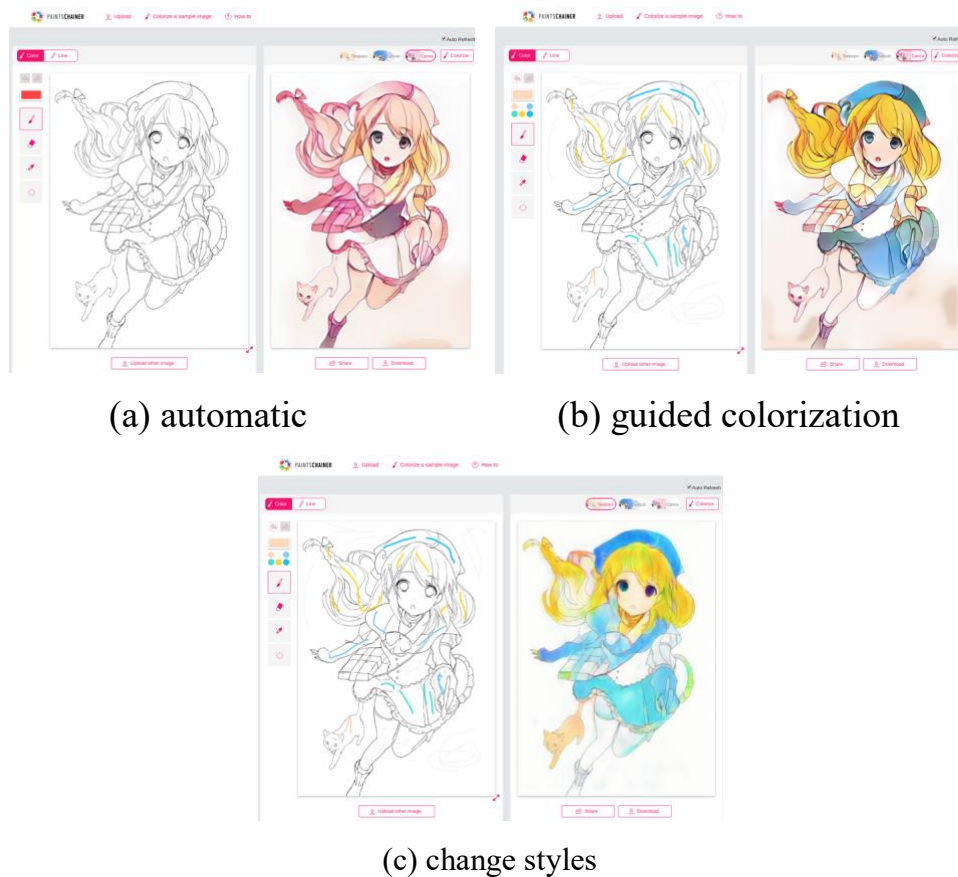 PAINTSCHAINER Upload Colorize a sample image How to
Auto Refresh
Color Line
Colorize
Upload other image
Share Download
PAINTSCHAINER Upload Colorize a sample image How to
Auto Refr
Color Line
Colorize
Upload other image
Share Download
(a) automatic
(b) guided colorization
PAINTSCHAINER Upload Colorize a sample image How to
Auto Refresh
Color Line
Colorize
Upload other image
Share Download
(c) change styles